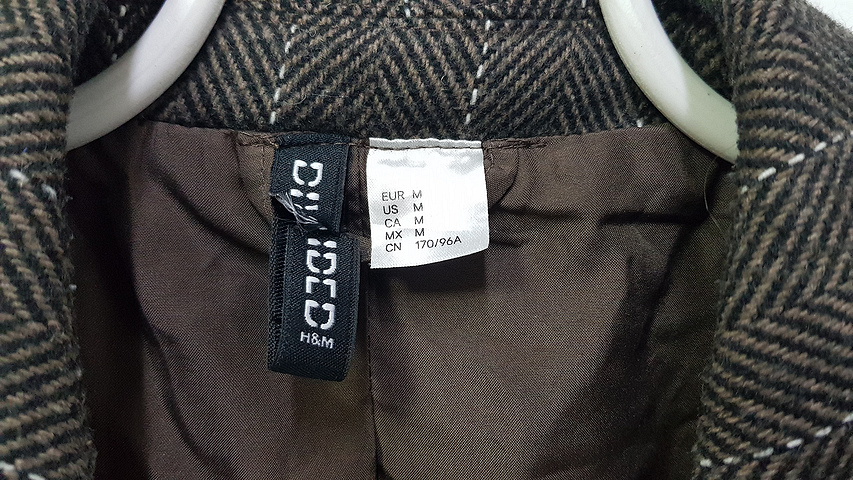 DIVIDED
H&M
EUR M
US M
CA M
MX M
CN 170/96A